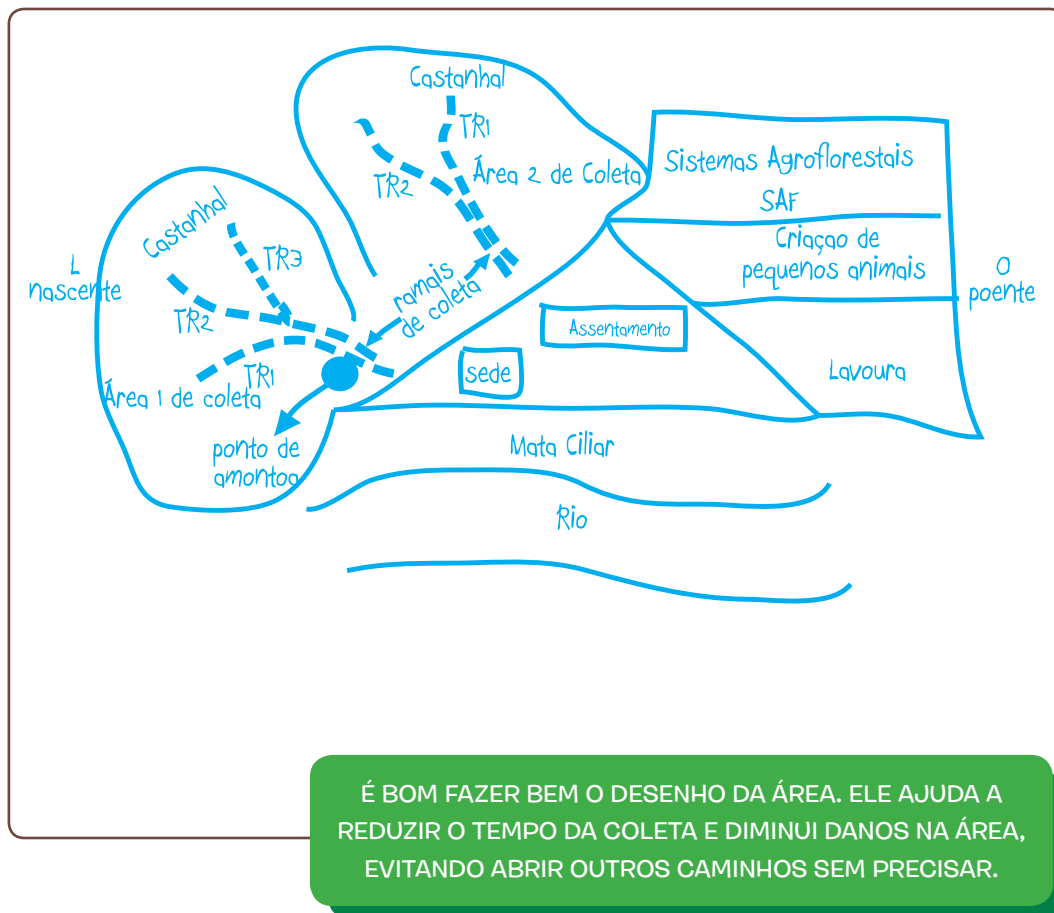 Castanhal
TR1
TR2
Área 2 de Coleta
Sistemas Agroflorestais
SAF
Criaçao de
pequenos animais
Castanhal
TR3
L
nascente
TR2
TR1
Área 1 de coleta
ramais
de coleta
O
poente
Assentamento
sede
Lavoura
ponto de
amontoa
Mata Ciliar
Rio
É BOM FAZER BEM O DESENHO DA ÁREA. ELE AJUDA A
REDUZIR O TEMPO DA COLETA E DIMINUI DANOS NA ÁREA,
EVITANDO ABRIR OUTROS CAMINHOS SEM PRECISAR.